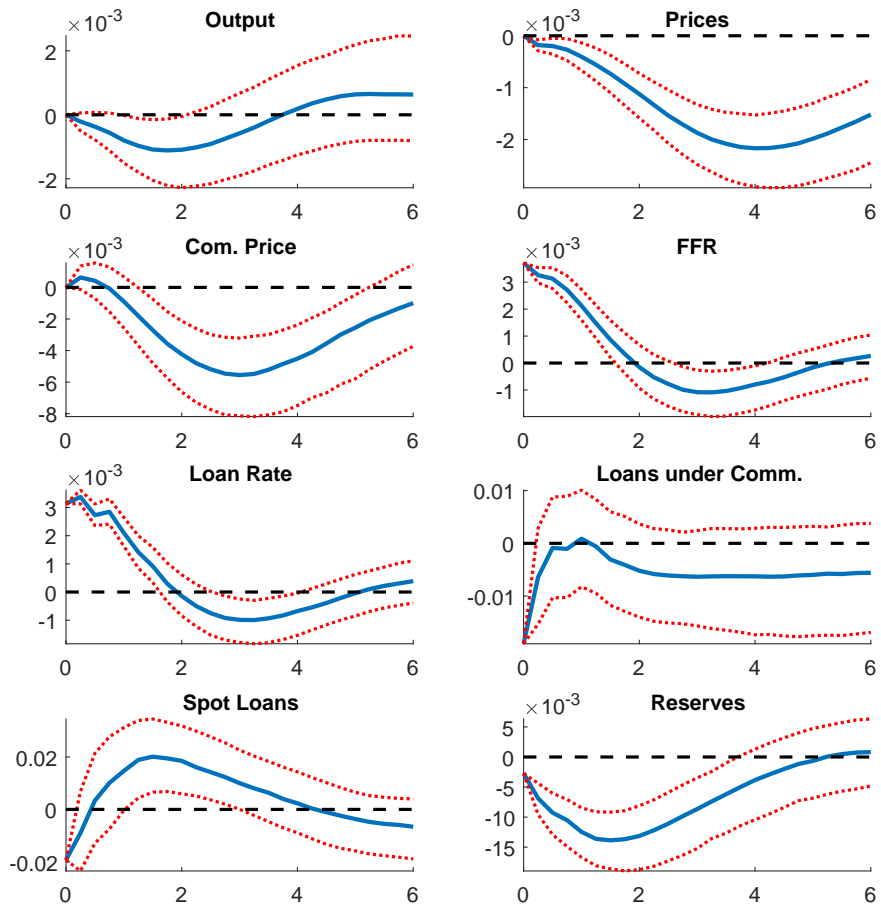 × 10⁻³
Output
2
0
-2
0 2 4 6
Prices
× 10⁻³
0
-1
-2
0 2 4 6
× 10⁻³
Com. Price
0
-2
-4
-6
-8
0 2 4 6
× 10⁻³
FFR
3
2
1
0
-1
0 2 4 6
× 10⁻³
Loan Rate
3
2
1
0
-1
0 2 4 6
Loans under Comm.
0.01
0
-0.01
0 2 4 6
Spot Loans
0.02
0
-0.02
0 2 4 6
× 10⁻³
Reserves
5
0
-5
-10
-15
0 2 4 6